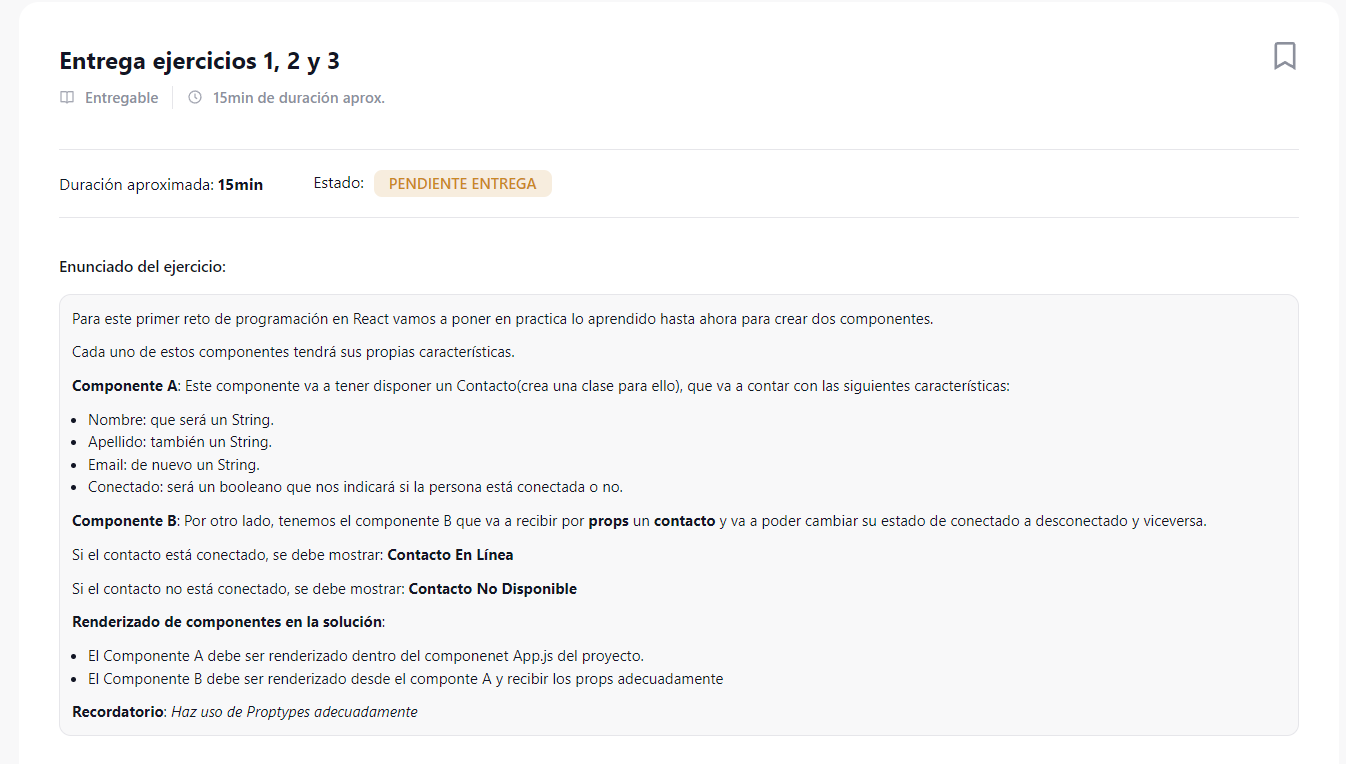 Entrega ejercicios 1, 2 y 3
Entregable
15min de duración aprox.
Duración aproximada: 15min
Estado: PENDIENTE ENTREGA
Enunciado del ejercicio:
Para este primer reto de programación en React vamos a poner en practica lo aprendido hasta ahora para crear dos componentes.
Cada uno de estos componentes tendrá sus propias características.
Componente A: Este componente va a tener disponer un Contacto(crea una clase para ello), que va a contar con las siguientes características:
• Nombre: que será un String.
• Apellido: también un String.
• Email: de nuevo un String.
• Conectado: será un booleano que nos indicará si la persona está conectada o no.
Componente B: Por otro lado, tenemos el componente B que va a recibir por props un contacto y va a poder cambiar su estado de conectado a desconectado y viceversa.
Si el contacto está conectado, se debe mostrar: Contacto En Línea
Si el contacto no está conectado, se debe mostrar: Contacto No Disponible
Renderizado de componentes en la solución:
• El Componente A debe ser renderizado dentro del componenet App.js del proyecto.
• El Componente B debe ser renderizado desde el componte A y recibir los props adecuadamente
Recordatorio: Haz uso de Proptypes adecuadamente